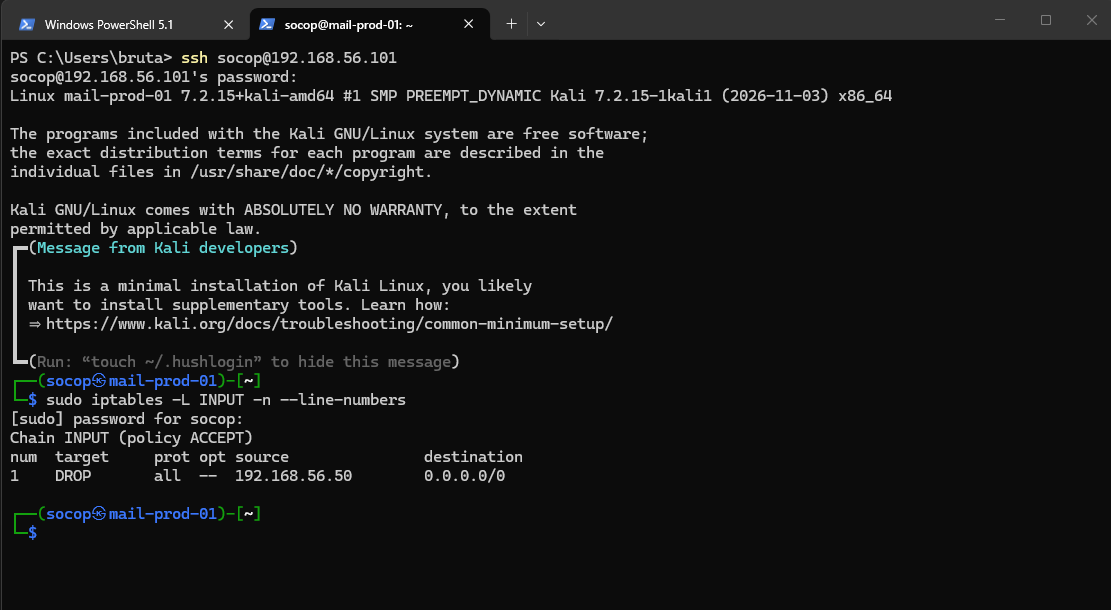 Windows PowerShell 5.1
socop@mail-prod-01: ~
PS C:\Users\bruta> ssh socop@192.168.56.101
socop@192.168.56.101's password:
Linux mail-prod-01 7.2.15+kali-amd64 #1 SMP PREEMPT_DYNAMIC Kali 7.2.15-1kali1 (2026-11-03) x86_64
The programs included with the Kali GNU/Linux system are free software;
the exact distribution terms for each program are described in the
individual files in /usr/share/doc/*/copyright.
Kali GNU/Linux comes with ABSOLUTELY NO WARRANTY, to the extent
permitted by applicable law.
┏━(Message from Kali developers)
┃ This is a minimal installation of Kali Linux, you likely
┃ want to install supplementary tools. Learn how:
┃ ⇒ https://www.kali.org/docs/troubleshooting/common-minimum-setup/
┗━(Run: “touch ~/.hushlogin” to hide this message)
┌──(socop㉿mail-prod-01)-[~]
└─$ sudo iptables -L INPUT -n --line-numbers
[sudo] password for socop:
Chain INPUT (policy ACCEPT)
num  target     prot opt source               destination
1    DROP       all  --  192.168.56.50        0.0.0.0/0
┌──(socop㉿mail-prod-01)-[~]
└─$